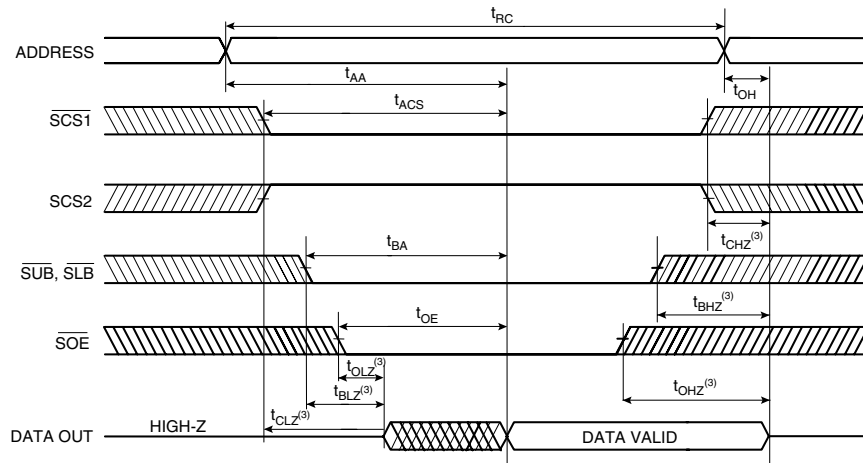 tRC
ADDRESS
tAA
tOH
tACS
SCS1
SCS2
tCHZ(3)
tBA
SUB, SLB
tBHZ(3)
tOE
SOE
tOLZ(3)
tOHZ(3)
tBLZ(3)
tCLZ(3)
HIGH-Z
DATA OUT
DATA VALID